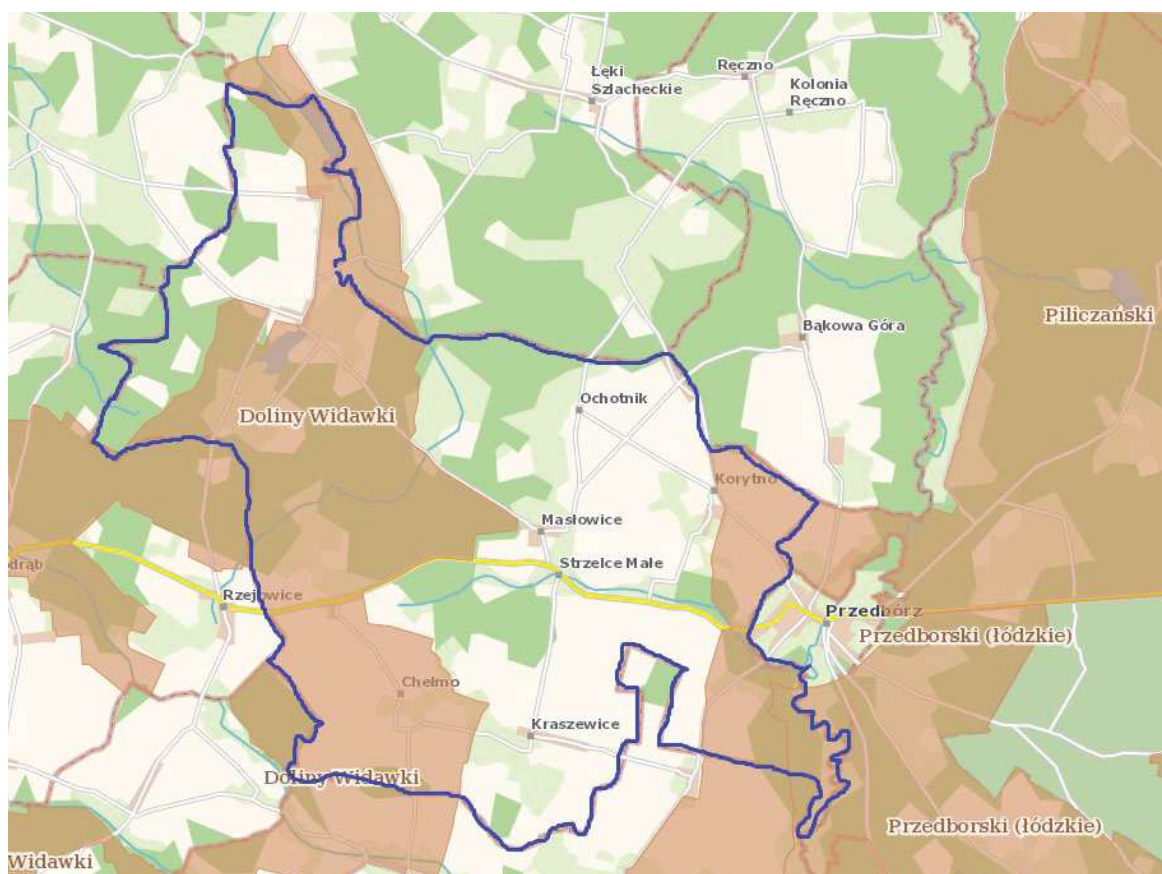 Łęki
Szlacheckie
Ręczno
Kolonia
Ręczno
Piliczański
Bąkowa Góra
Ochotnik
Doliny Widawki
Korytno
Masłowice
Strzelce Małe
odrąb
Rzejowice
Przedbórz
Przedborski (łódzkie)
Chełmo
Kraszewice
Doliny Widawki
Przedborski (łódzkie)
Widawki